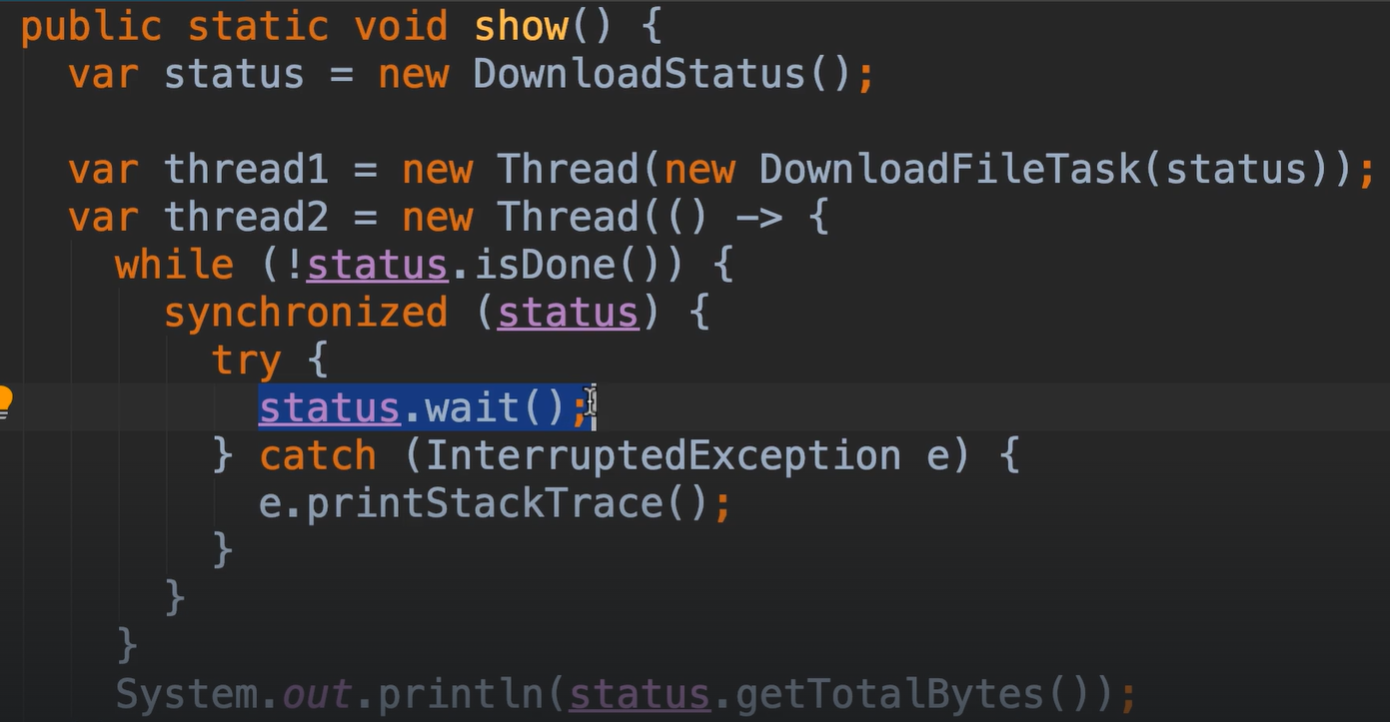 public static void show() {
  var status = new DownloadStatus();

  var thread1 = new Thread(new DownloadFileTask(status));
  var thread2 = new Thread(() -> {
    while (!status.isDone()) {
      synchronized (status) {
        try {
          status.wait();
        } catch (InterruptedException e) {
          e.printStackTrace();
        }
      }
    }
    System.out.println(status.getTotalBytes());